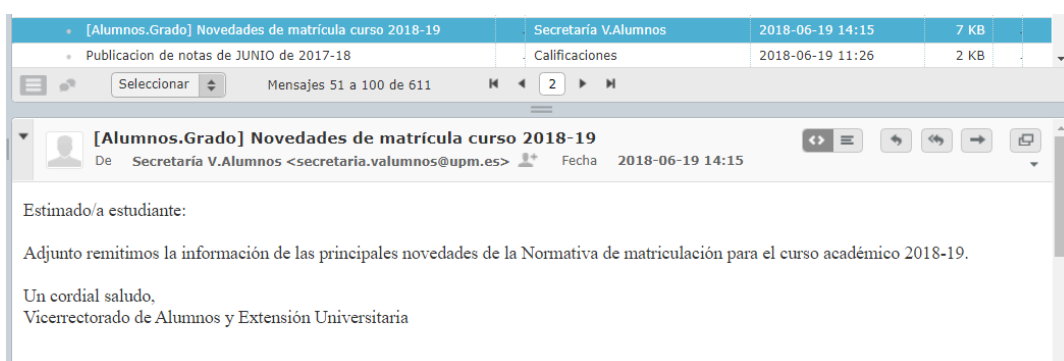 [Alumnos.Grado] Novedades de matrícula curso 2018-19 Secretaría V.Alumnos 2018-06-19 14:15 7 KB
Publicacion de notas de JUNIO de 2017-18 Calificaciones 2018-06-19 11:26 2 KB
Seleccionar Mensajes 51 a 100 de 611 2
[Alumnos.Grado] Novedades de matrícula curso 2018-19
De Secretaría V.Alumnos <secretaria.valumnos@upm.es> Fecha 2018-06-19 14:15
Estimado/a estudiante:
Adjunto remitimos la información de las principales novedades de la Normativa de matriculación para el curso académico 2018-19.
Un cordial saludo,
Vicerrectorado de Alumnos y Extensión Universitaria